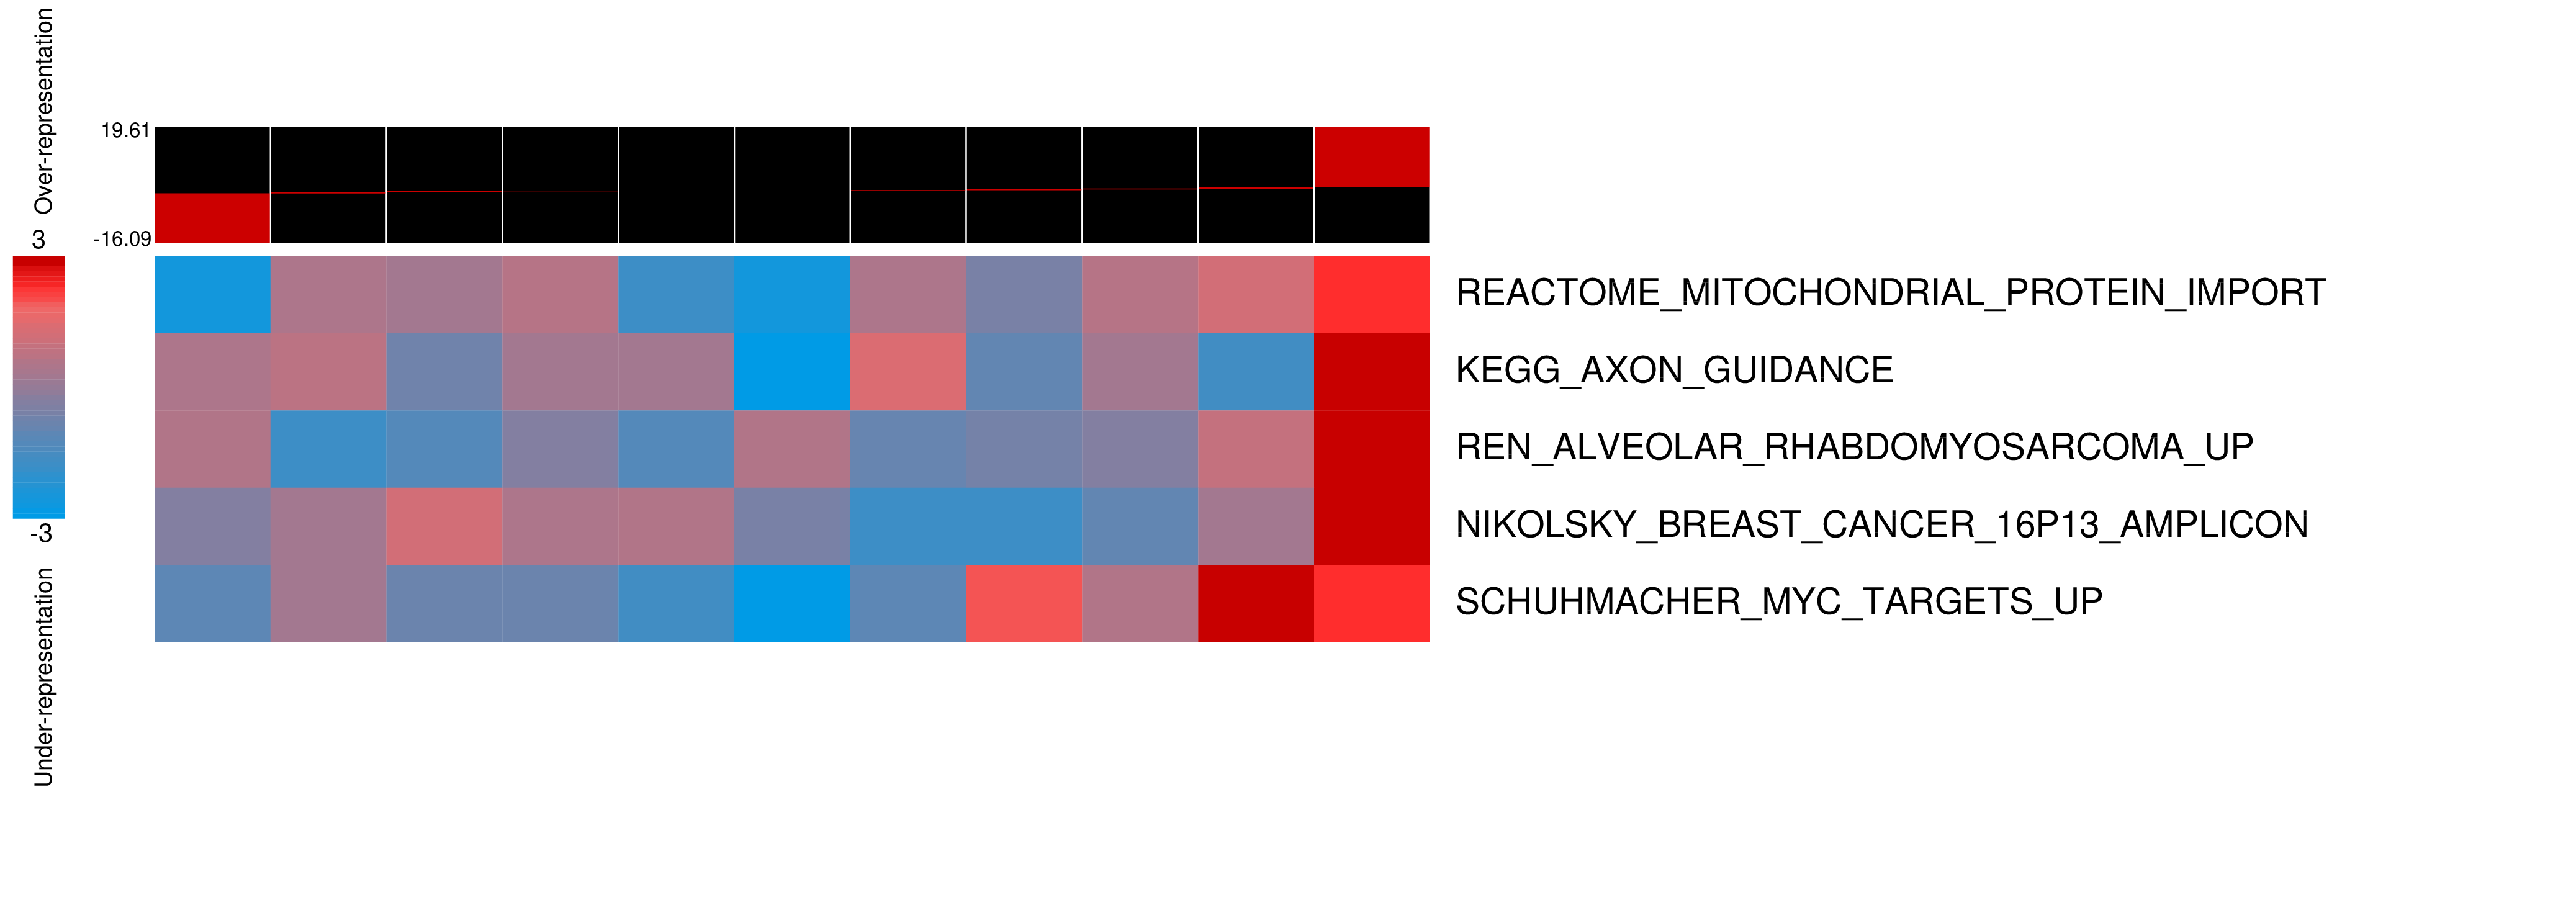 Over-representation
3
-3
Under-representation
19.61
-16.09
REACTOME_MITOCHONDRIAL_PROTEIN_IMPORT
KEGG_AXON_GUIDANCE
REN_ALVEOLAR_RHABDOMYOSARCOMA_UP
NIKOLSKY_BREAST_CANCER_16P13_AMPLICON
SCHUHMACHER_MYC_TARGETS_UP